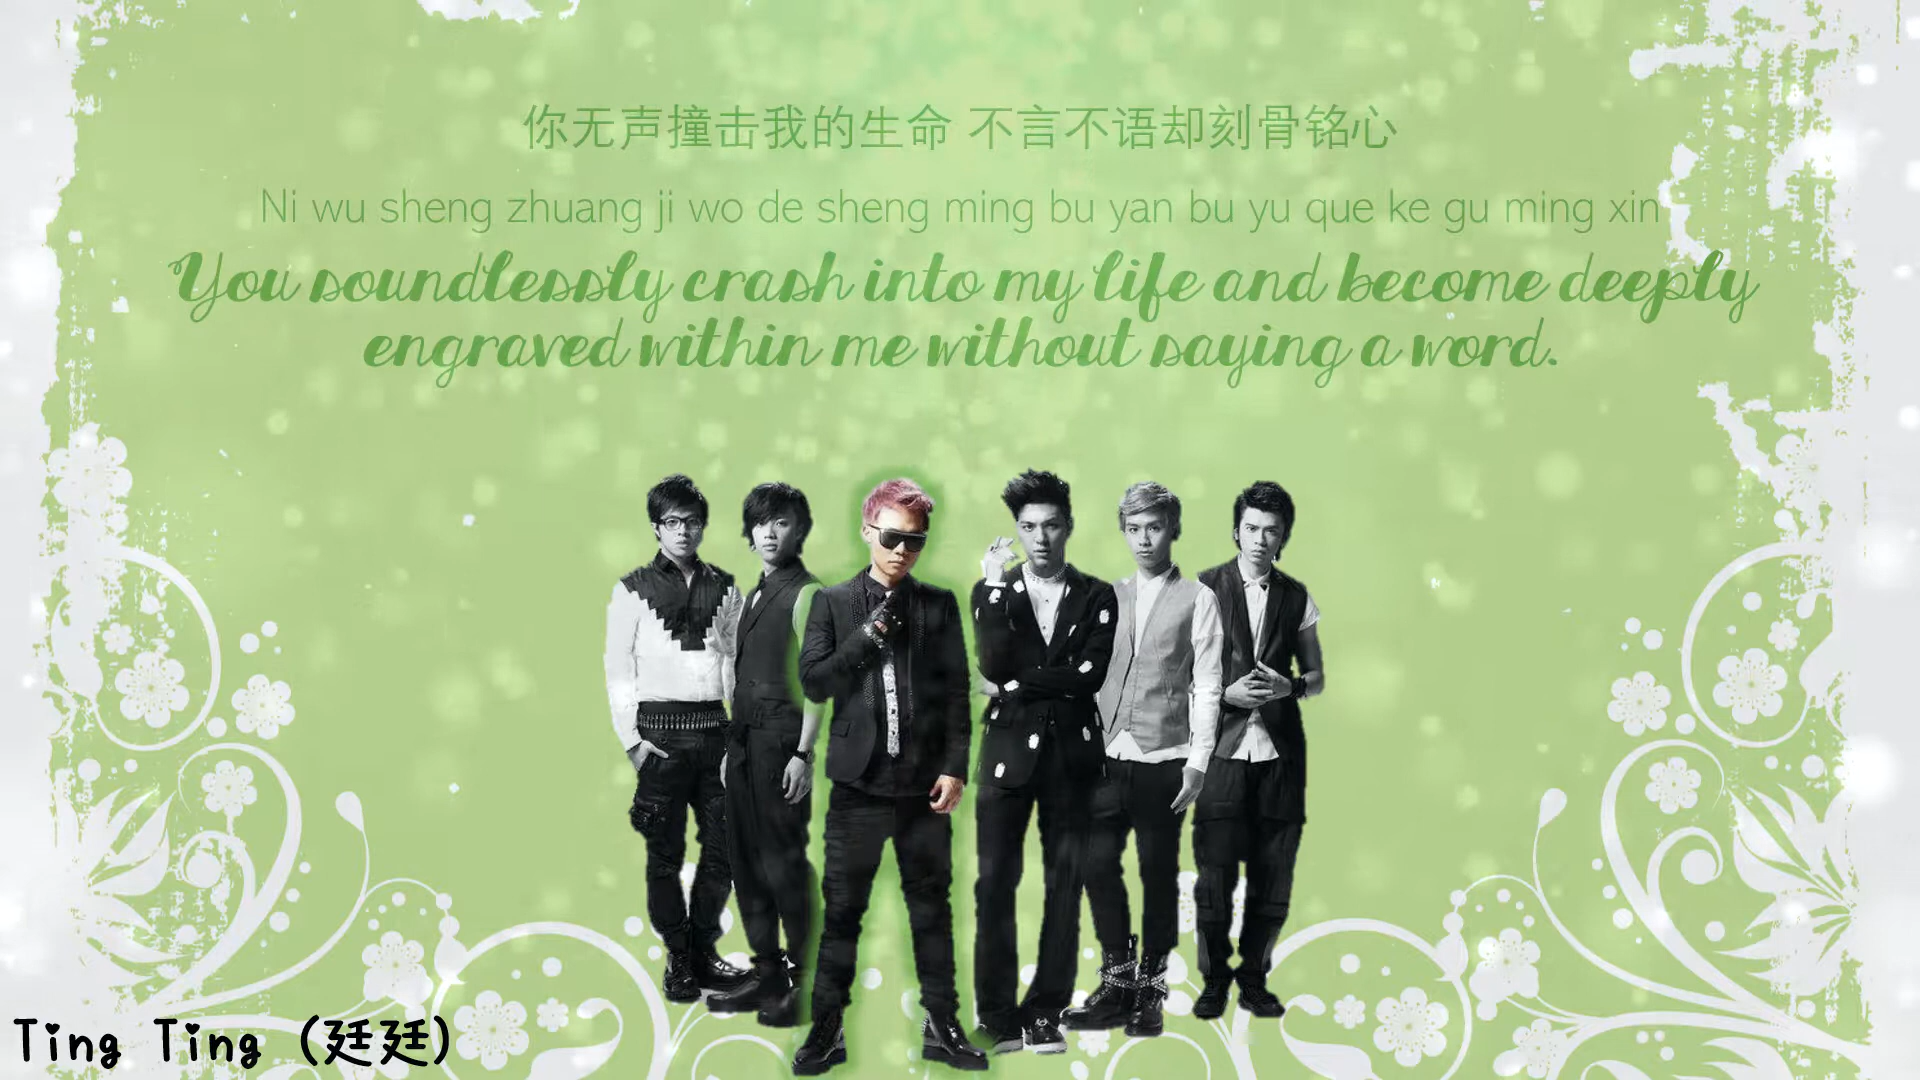 你无声撞击我的生命 不言不语却刻骨铭心
Ni wu sheng zhuang ji wo de sheng ming bu yan bu yu que ke gu ming xin
You soundlessly crash into my life and become deeply
engraved within me without saying a word.
Ting Ting (廷廷)